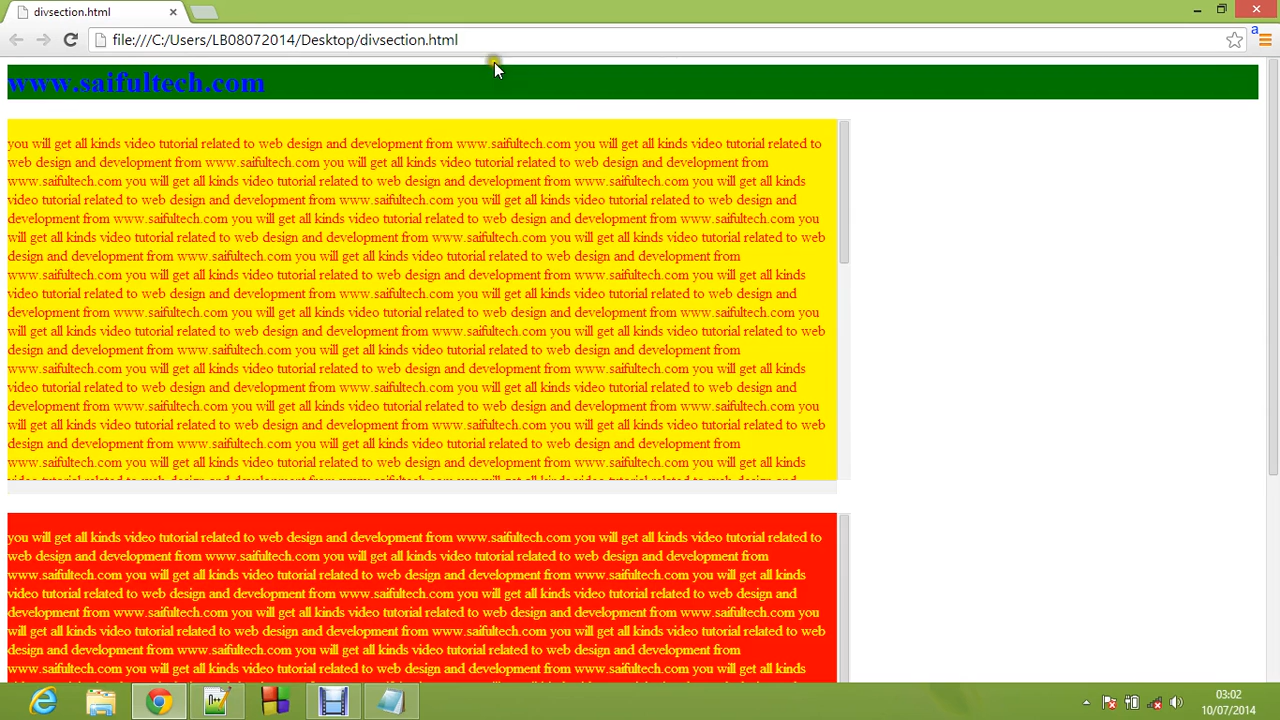 divsection.html
file:///C:/Users/LB08072014/Desktop/divsection.html
a
www.saifultech.com
you will get all kinds video tutorial related to web design and development from www.saifultech.com you will get all kinds video tutorial related to
web design and development from www.saifultech.com you will get all kinds video tutorial related to web design and development from
www.saifultech.com you will get all kinds video tutorial related to web design and development from www.saifultech.com you will get all kinds
video tutorial related to web design and development from www.saifultech.com you will get all kinds video tutorial related to web design and
development from www.saifultech.com you will get all kinds video tutorial related to web design and development from www.saifultech.com you
will get all kinds video tutorial related to web design and development from www.saifultech.com you will get all kinds video tutorial related to web
design and development from www.saifultech.com you will get all kinds video tutorial related to web design and development from
www.saifultech.com you will get all kinds video tutorial related to web design and development from www.saifultech.com you will get all kinds
video tutorial related to web design and development from www.saifultech.com you will get all kinds video tutorial related to web design and
development from www.saifultech.com you will get all kinds video tutorial related to web design and development from www.saifultech.com you
will get all kinds video tutorial related to web design and development from www.saifultech.com you will get all kinds video tutorial related to web
design and development from www.saifultech.com you will get all kinds video tutorial related to web design and development from
www.saifultech.com you will get all kinds video tutorial related to web design and development from www.saifultech.com you will get all kinds
video tutorial related to web design and development from www.saifultech.com you will get all kinds video tutorial related to web design and
development from www.saifultech.com you will get all kinds video tutorial related to web design and development from www.saifultech.com you
will get all kinds video tutorial related to web design and development from www.saifultech.com you will get all kinds video tutorial related to web
design and development from www.saifultech.com you will get all kinds video tutorial related to web design and development from
www.saifultech.com you will get all kinds video tutorial related to web design and development from www.saifultech.com you will get all kinds
you will get all kinds video tutorial related to web design and development from www.saifultech.com you will get all kinds video tutorial related to
web design and development from www.saifultech.com you will get all kinds video tutorial related to web design and development from
www.saifultech.com you will get all kinds video tutorial related to web design and development from www.saifultech.com you will get all kinds
video tutorial related to web design and development from www.saifultech.com you will get all kinds video tutorial related to web design and
development from www.saifultech.com you will get all kinds video tutorial related to web design and development from www.saifultech.com you
will get all kinds video tutorial related to web design and development from www.saifultech.com you will get all kinds video tutorial related to web
design and development from www.saifultech.com you will get all kinds video tutorial related to web design and development from
www.saifultech.com you will get all kinds video tutorial related to web design and development from www.saifultech.com you will get all kinds
03:02
10/07/2014